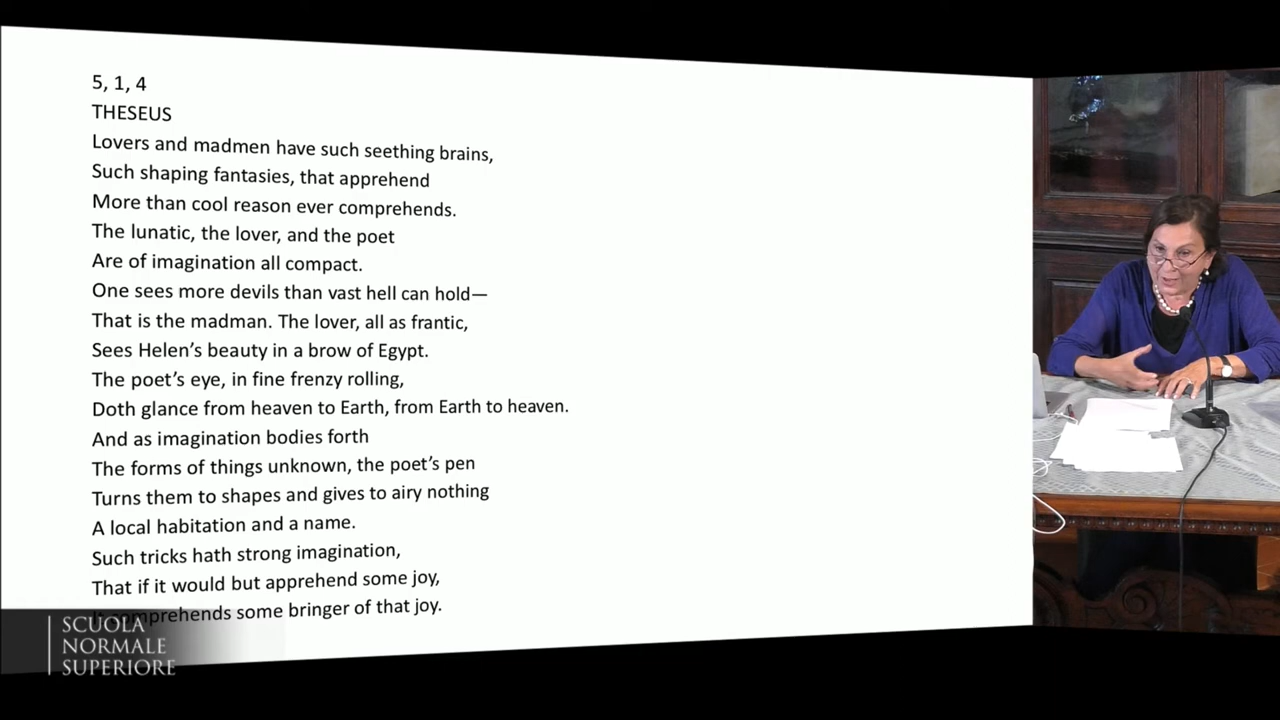 5, 1, 4
THESEUS
Lovers and madmen have such seething brains,
Such shaping fantasies, that apprehend
More than cool reason ever comprehends.
The lunatic, the lover, and the poet
Are of imagination all compact.
One sees more devils than vast hell can hold—
That is the madman. The lover, all as frantic,
Sees Helen’s beauty in a brow of Egypt.
The poet’s eye, in fine frenzy rolling,
Doth glance from heaven to Earth, from Earth to heaven.
And as imagination bodies forth
The forms of things unknown, the poet’s pen
Turns them to shapes and gives to airy nothing
A local habitation and a name.
Such tricks hath strong imagination,
That if it would but apprehend some joy,
It comprehends some bringer of that joy.
SCUOLA
NORMALE
SUPERIORE